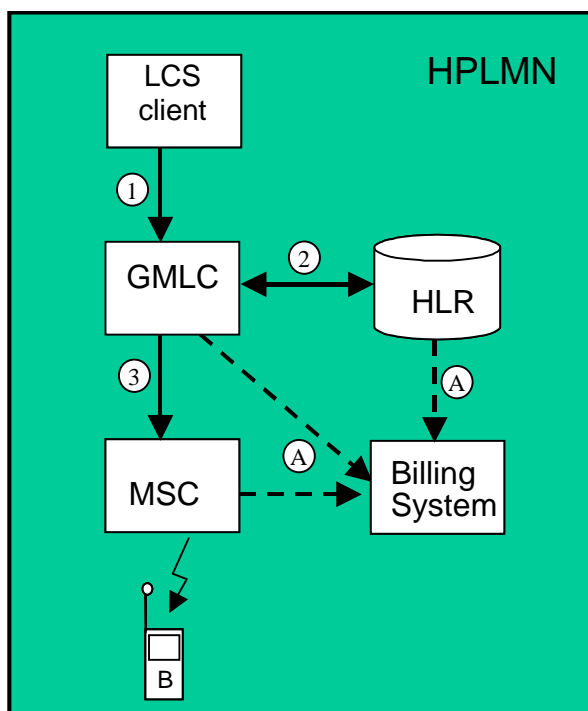 LCS
client
HPLMN
1
GMLC
2
HLR
3
A
A
MSC
Billing
System
B